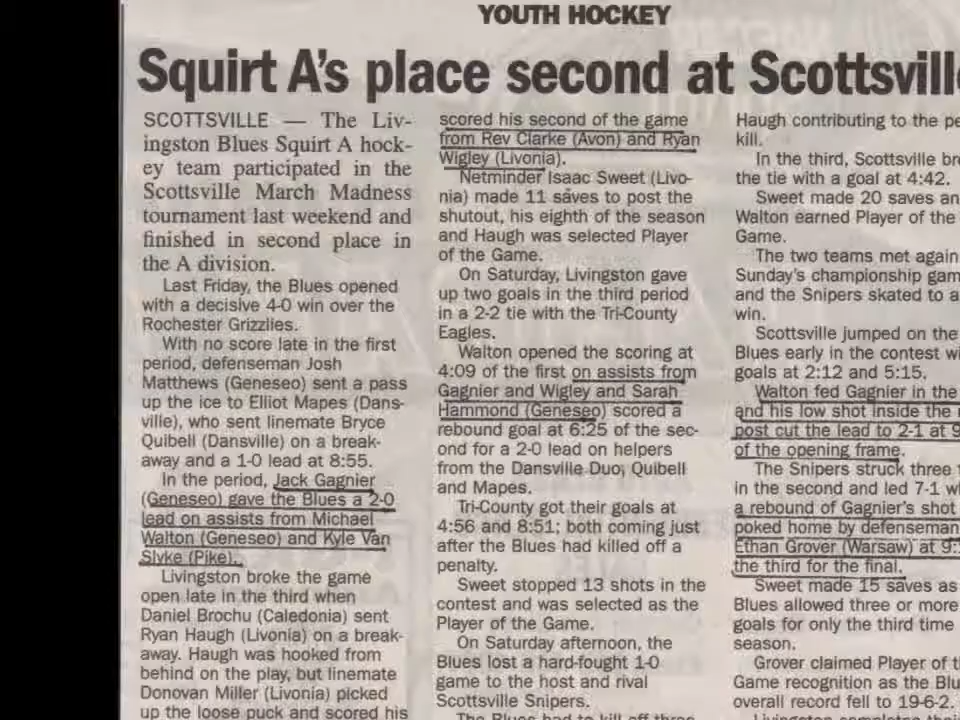 YOUTH HOCKEY
Squirt A's place second at Scottsvill
SCOTTSVILLE — The Liv-
ingston Blues Squirt A hock-
ey team participated in the
Scottsville March Madness
tournament last weekend and
finished in second place in
the A division.
Last Friday, the Blues opened
with a decisive 4-0 win over the
Rochester Grizzlies.
With no score late in the first
period, defenseman Josh
Matthews (Geneseo) sent a pass
up the ice to Elliot Mapes (Dans-
ville), who sent linemate Bryce
Quibell (Dansville) on a break-
away and a 1-0 lead at 8:55.
In the period, Jack Gagnier
(Geneseo) gave the Blues a 2-0
lead on assists from Michael
Walton (Geneseo) and Kyle Van
Slyke (Pike).
Livingston broke the game
open late in the third when
Daniel Brochu (Caledonia) sent
Ryan Haugh (Livonia) on a break-
away. Haugh was hooked from
behind on the play, but linemate
Donovan Miller (Livonia) picked
up the loose puck and scored his
scored his second of the game
from Rev Clarke (Avon) and Ryan
Wigley (Livonia).
Netminder Isaac Sweet (Livo-
nia) made 11 saves to post the
shutout, his eighth of the season
and Haugh was selected Player
of the Game.
On Saturday, Livingston gave
up two goals in the third period
in a 2-2 tie with the Tri-County
Eagles.
Walton opened the scoring at
4:09 of the first on assists from
Gagnier and Wigley and Sarah
Hammond (Geneseo) scored a
rebound goal at 6:25 of the sec-
ond for a 2-0 lead on helpers
from the Dansville Duo, Quibell
and Mapes.
Tri-County got their goals at
4:56 and 8:51; both coming just
after the Blues had killed off a
penalty.
Sweet stopped 13 shots in the
contest and was selected as the
Player of the Game.
On Saturday afternoon, the
Blues lost a hard-fought 1-0
game to the host and rival
Scottsville Snipers.
The Blues had to kill off three
Haugh contributing to the pe
kill.
In the third, Scottsville bro
the tie with a goal at 4:42.
Sweet made 20 saves an
Walton earned Player of the
Game.
The two teams met again
Sunday's championship gam
and the Snipers skated to a
win.
Scottsville jumped on the
Blues early in the contest wi
goals at 2:12 and 5:15.
Walton fed Gagnier in the
and his low shot inside the
post cut the lead to 2-1 at 9
of the opening frame.
The Snipers struck three t
in the second and led 7-1 wh
a rebound of Gagnier's shot
poked home by defenseman
Ethan Grover (Warsaw) at 9:
the third for the final.
Sweet made 15 saves as
Blues allowed three or more
goals for only the third time
season.
Grover claimed Player of t
Game recognition as the Blu
overall record fell to 19-6-2.